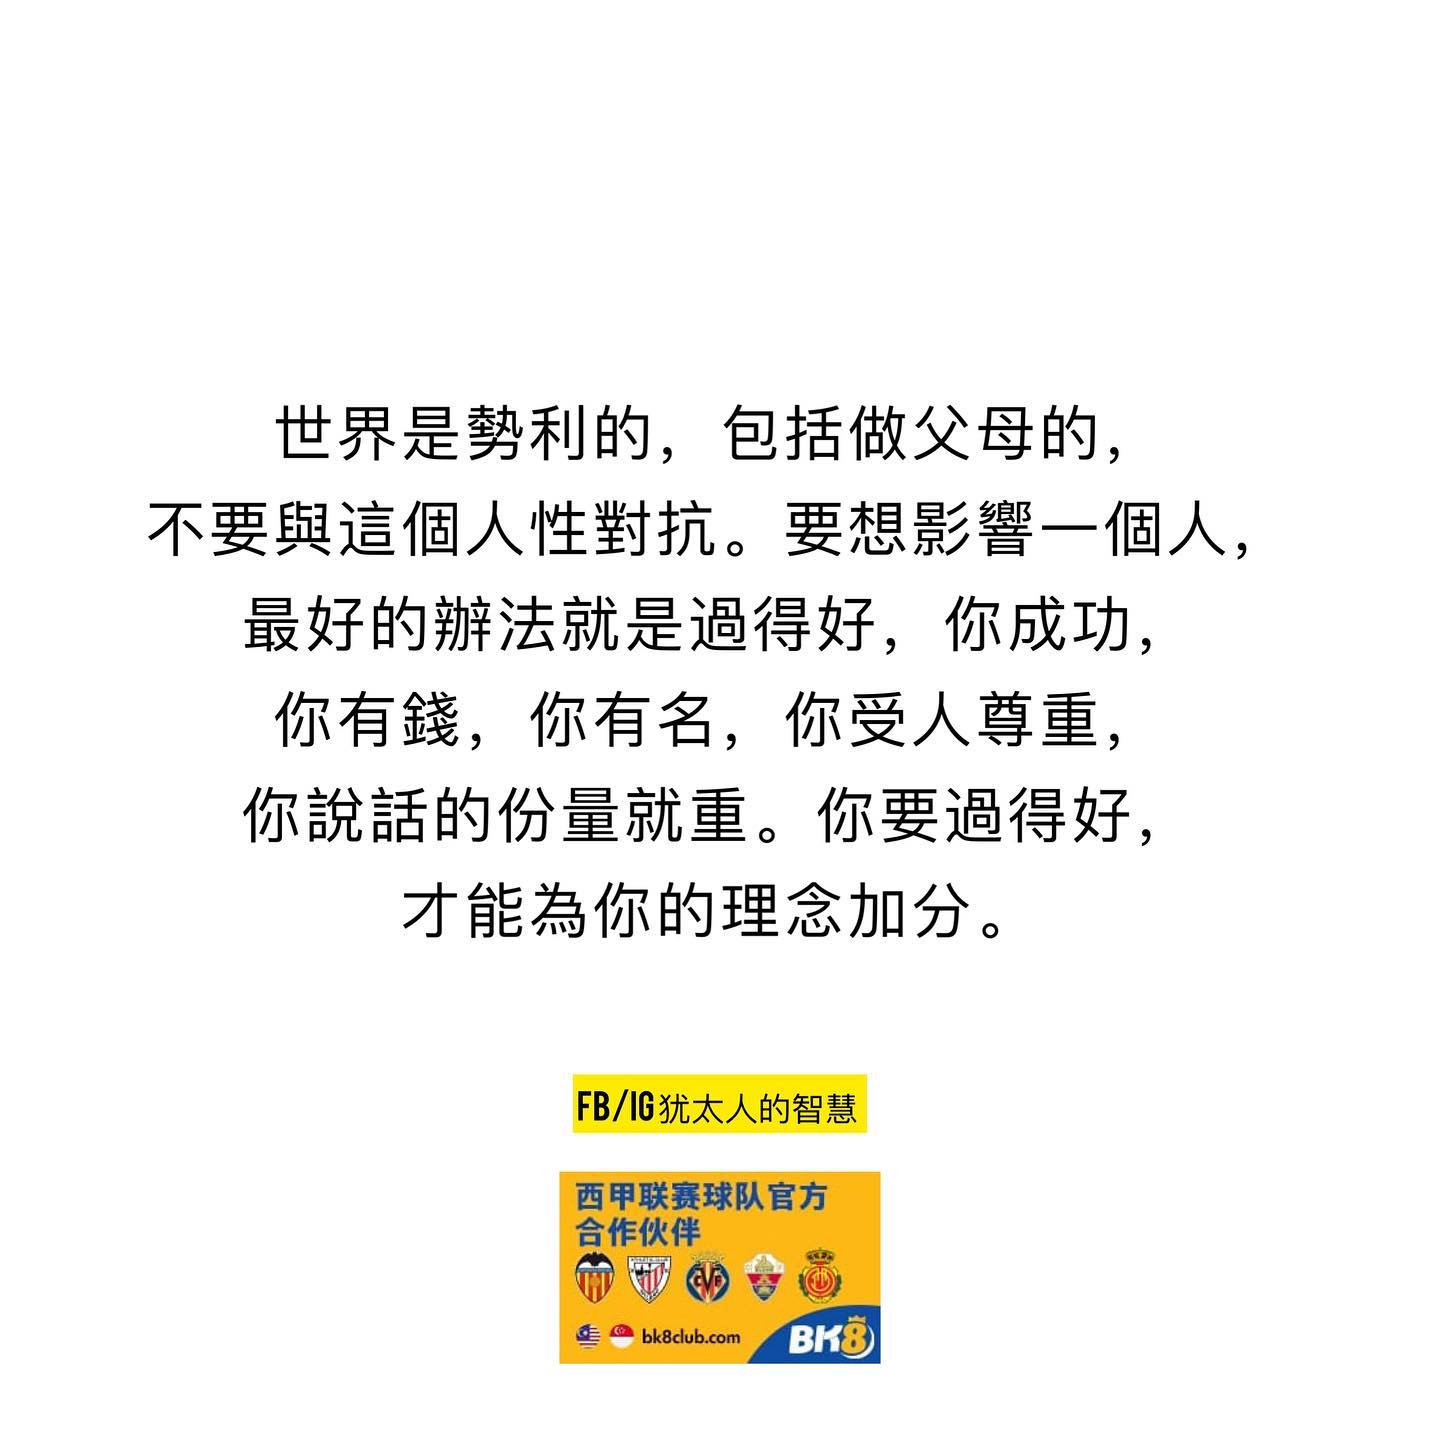 世界是勢利的，包括做父母的，
不要與這個人性對抗。要想影響一個人，
最好的辦法就是過得好，你成功，
你有錢，你有名，你受人尊重，
你說話的份量就重。你要過得好，
才能為你的理念加分。
FB/IG犹太人的智慧
西甲联赛球队官方
合作伙伴
bk8club.com
BK8